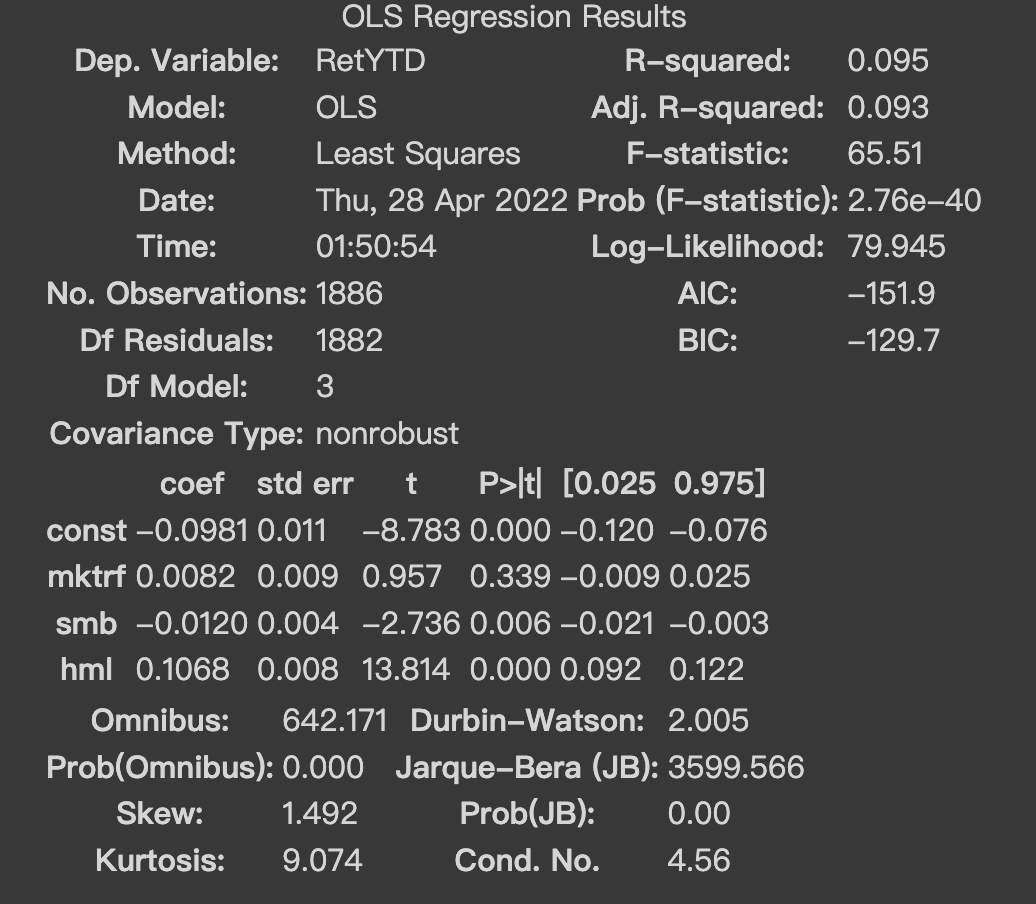 OLS Regression Results
Dep. Variable: RetYTD R-squared: 0.095
Model: OLS Adj. R-squared: 0.093
Method: Least Squares F-statistic: 65.51
Date: Thu, 28 Apr 2022 Prob (F-statistic): 2.76e-40
Time: 01:50:54 Log-Likelihood: 79.945
No. Observations: 1886 AIC: -151.9
Df Residuals: 1882 BIC: -129.7
Df Model: 3
Covariance Type: nonrobust
coef std err t P>|t| [0.025 0.975]
const -0.0981 0.011 -8.783 0.000 -0.120 -0.076
mktrf 0.0082 0.009 0.957 0.339 -0.009 0.025
smb -0.0120 0.004 -2.736 0.006 -0.021 -0.003
hml 0.1068 0.008 13.814 0.000 0.092 0.122
Omnibus: 642.171 Durbin-Watson: 2.005
Prob(Omnibus): 0.000 Jarque-Bera (JB): 3599.566
Skew: 1.492 Prob(JB): 0.00
Kurtosis: 9.074 Cond. No. 4.56